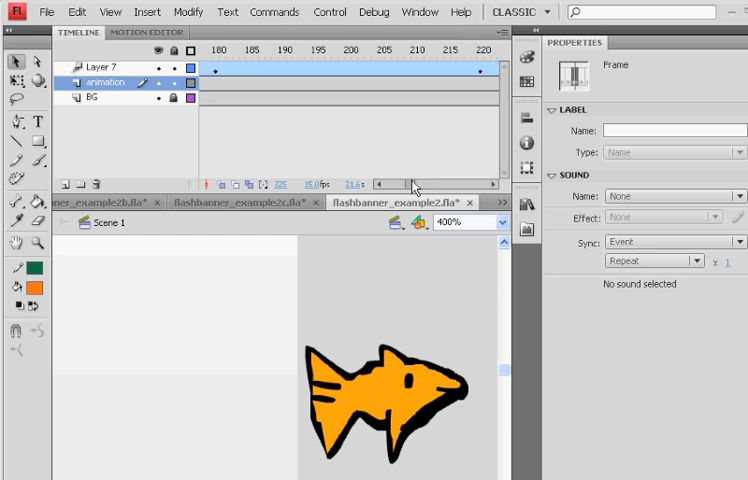 FL File Edit View Insert Modify Text Commands Control Debug Window Help CLASSIC
TIMELINE MOTION EDITOR
180 185 190 195 200 205 210 215 220
Layer 7
animation
BG
325 15.0fps 21.6s
nner_example2b.fla* × flashbanner_example2c.fla* × flashbanner_example2.fla* ×
Scene 1
400%
T
PROPERTIES
Frame
LABEL
Name:
Type: Name
SOUND
Name: None
Effect: None
Sync: Event
Repeat x 1
No sound selected